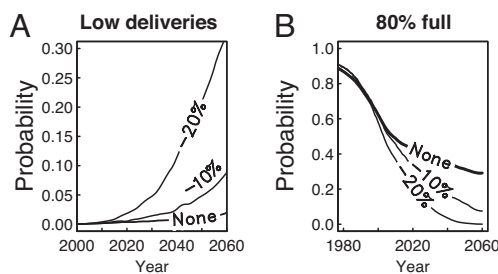 A
Low deliveries
Probability
0.30
0.25
0.20
0.15
0.10
0.05
0.00
−20%
−10%
None
2000 2020 2040 2060
Year
B
80% full
Probability
1.0
0.8
0.6
0.4
0.2
0.0
None
−10%
−20%
1980 2020 2060
Year